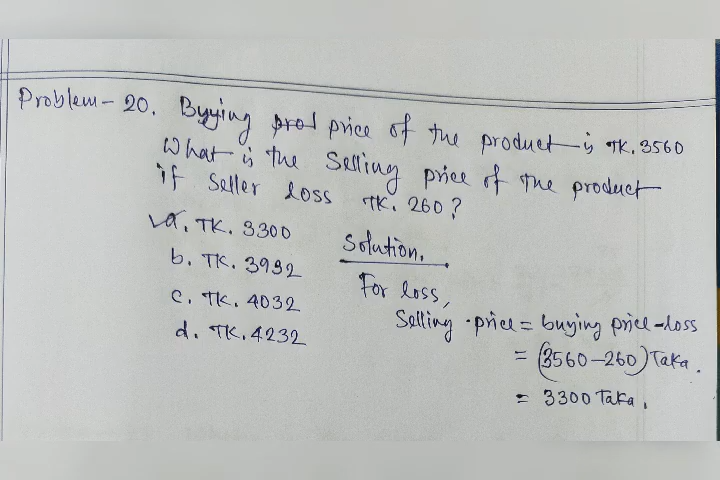 Problem - 20. Buying price of the product is TK. 3560
What is the Selling price of the product
if Seller loss TK. 260?
a. TK. 3300
b. TK. 3932
c. TK. 4032
d. TK. 4232
Solution.
For loss,
Selling price = buying price - loss
= (3560 - 260) Taka.
= 3300 Taka.